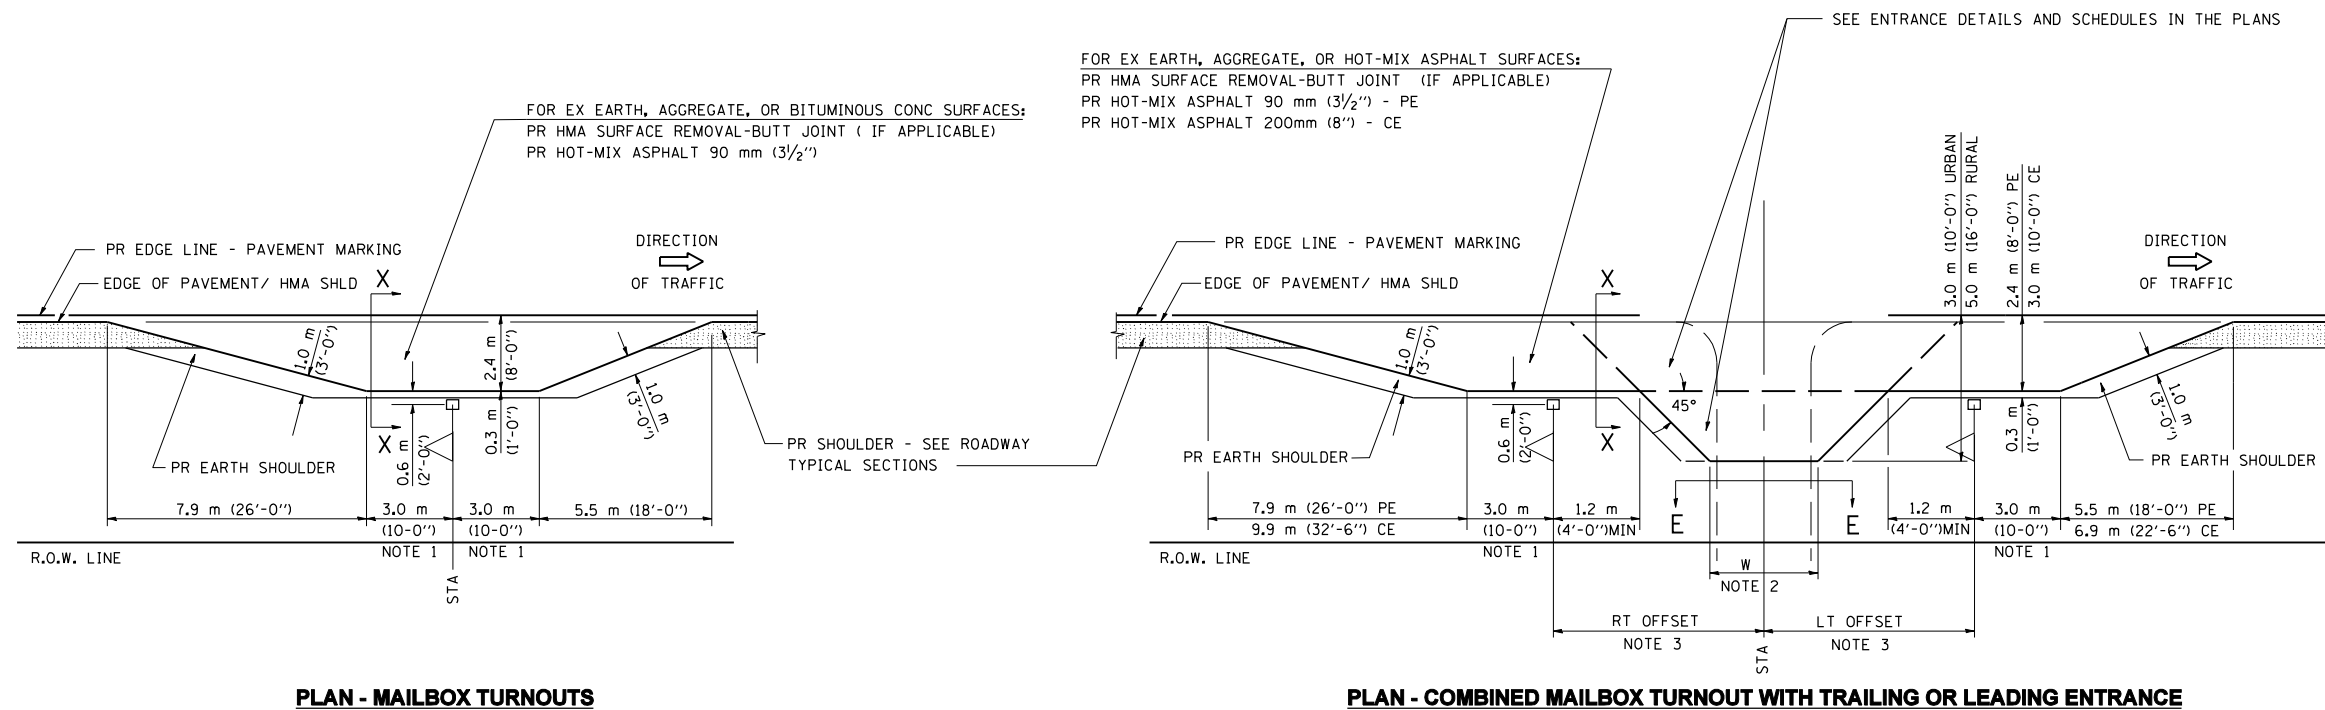 FOR EX EARTH, AGGREGATE, OR BITUMINOUS CONC SURFACES:
PR HMA SURFACE REMOVAL-BUTT JOINT ( IF APPLICABLE)
PR HOT-MIX ASPHALT 90 mm (3½")
PR EDGE LINE - PAVEMENT MARKING
EDGE OF PAVEMENT/ HMA SHLD
DIRECTION
OF TRAFFIC
X
X
1.0 m
(3'-0")
2.4 m
(8'-0")
1.0 m
(3'-0")
0.6 m
(2'-0")
0.3 m
(1'-0")
PR EARTH SHOULDER
PR SHOULDER - SEE ROADWAY
TYPICAL SECTIONS
7.9 m (26'-0")
3.0 m
(10-0")
NOTE 1
3.0 m
(10-0")
NOTE 1
5.5 m (18'-0")
R.O.W. LINE
STA
PLAN - MAILBOX TURNOUTS
SEE ENTRANCE DETAILS AND SCHEDULES IN THE PLANS
FOR EX EARTH, AGGREGATE, OR HOT-MIX ASPHALT SURFACES:
PR HMA SURFACE REMOVAL-BUTT JOINT (IF APPLICABLE)
PR HOT-MIX ASPHALT 90 mm (3½") - PE
PR HOT-MIX ASPHALT 200mm (8") - CE
PR EDGE LINE - PAVEMENT MARKING
EDGE OF PAVEMENT/ HMA SHLD
X
X
3.0 m (10'-0") URBAN
5.0 m (16'-0") RURAL
2.4 m (8'-0") PE
3.0 m (10'-0") CE
DIRECTION
OF TRAFFIC
1.0 m
(3'-0")
45°
0.6 m
(2'-0")
0.3 m
(1'-0")
1.0 m
(3'-0")
PR EARTH SHOULDER
PR EARTH SHOULDER
7.9 m (26'-0") PE
9.9 m (32'-6") CE
3.0 m
(10-0")
NOTE 1
1.2 m
(4'-0")MIN
E
E
1.2 m
(4'-0")MIN
3.0 m
(10-0")
NOTE 1
5.5 m (18'-0") PE
6.9 m (22'-6") CE
R.O.W. LINE
W
NOTE 2
RT OFFSET
NOTE 3
LT OFFSET
NOTE 3
STA
PLAN - COMBINED MAILBOX TURNOUT WITH TRAILING OR LEADING ENTRANCE